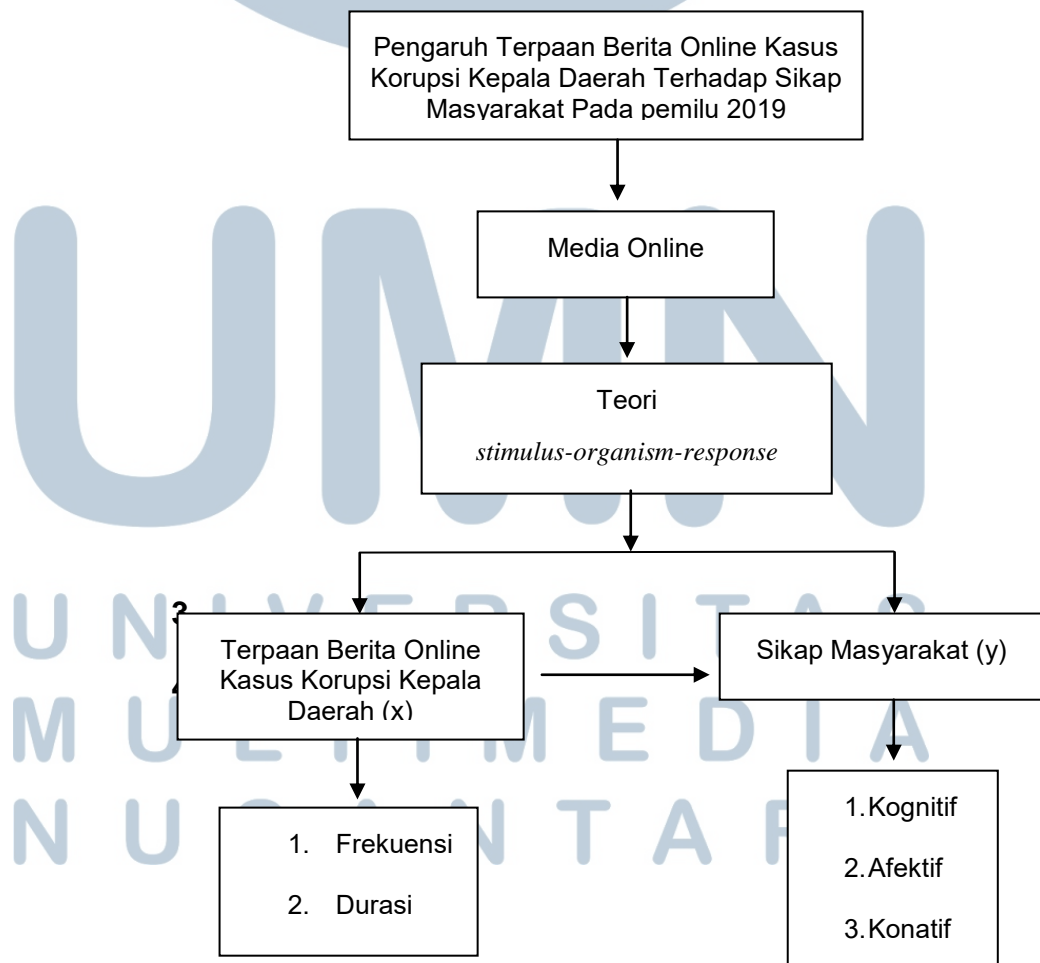 Pengaruh Terpaan Berita Online Kasus
Korupsi Kepala Daerah Terhadap Sikap
Masyarakat Pada pemilu 2019
Media Online
Teori
stimulus-organism-response
Terpaan Berita Online
Kasus Korupsi Kepala
Daerah (x)
Sikap Masyarakat (y)
1. Frekuensi
2. Durasi
1.Kognitif
2.Afektif
3.Konatif
UMN
UNIVERSITAS
MULTIMEDIA
NUSANTARA